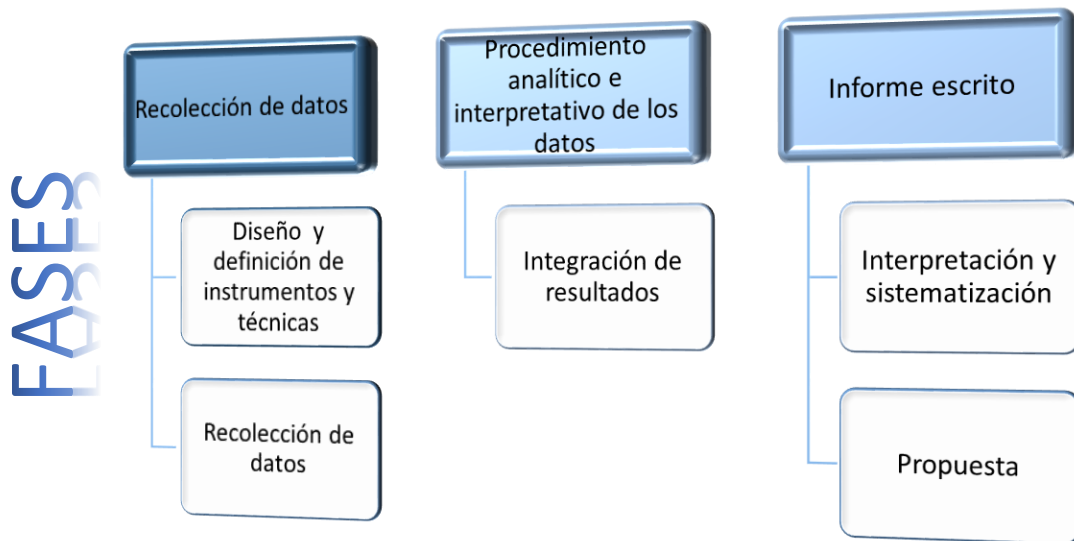 FASES
Recolección de datos
Diseño y
definición de
instrumentos y
técnicas
Recolección de
datos
Procedimiento
analítico e
interpretativo de los
datos
Integración de
resultados
Informe escrito
Interpretación y
sistematización
Propuesta